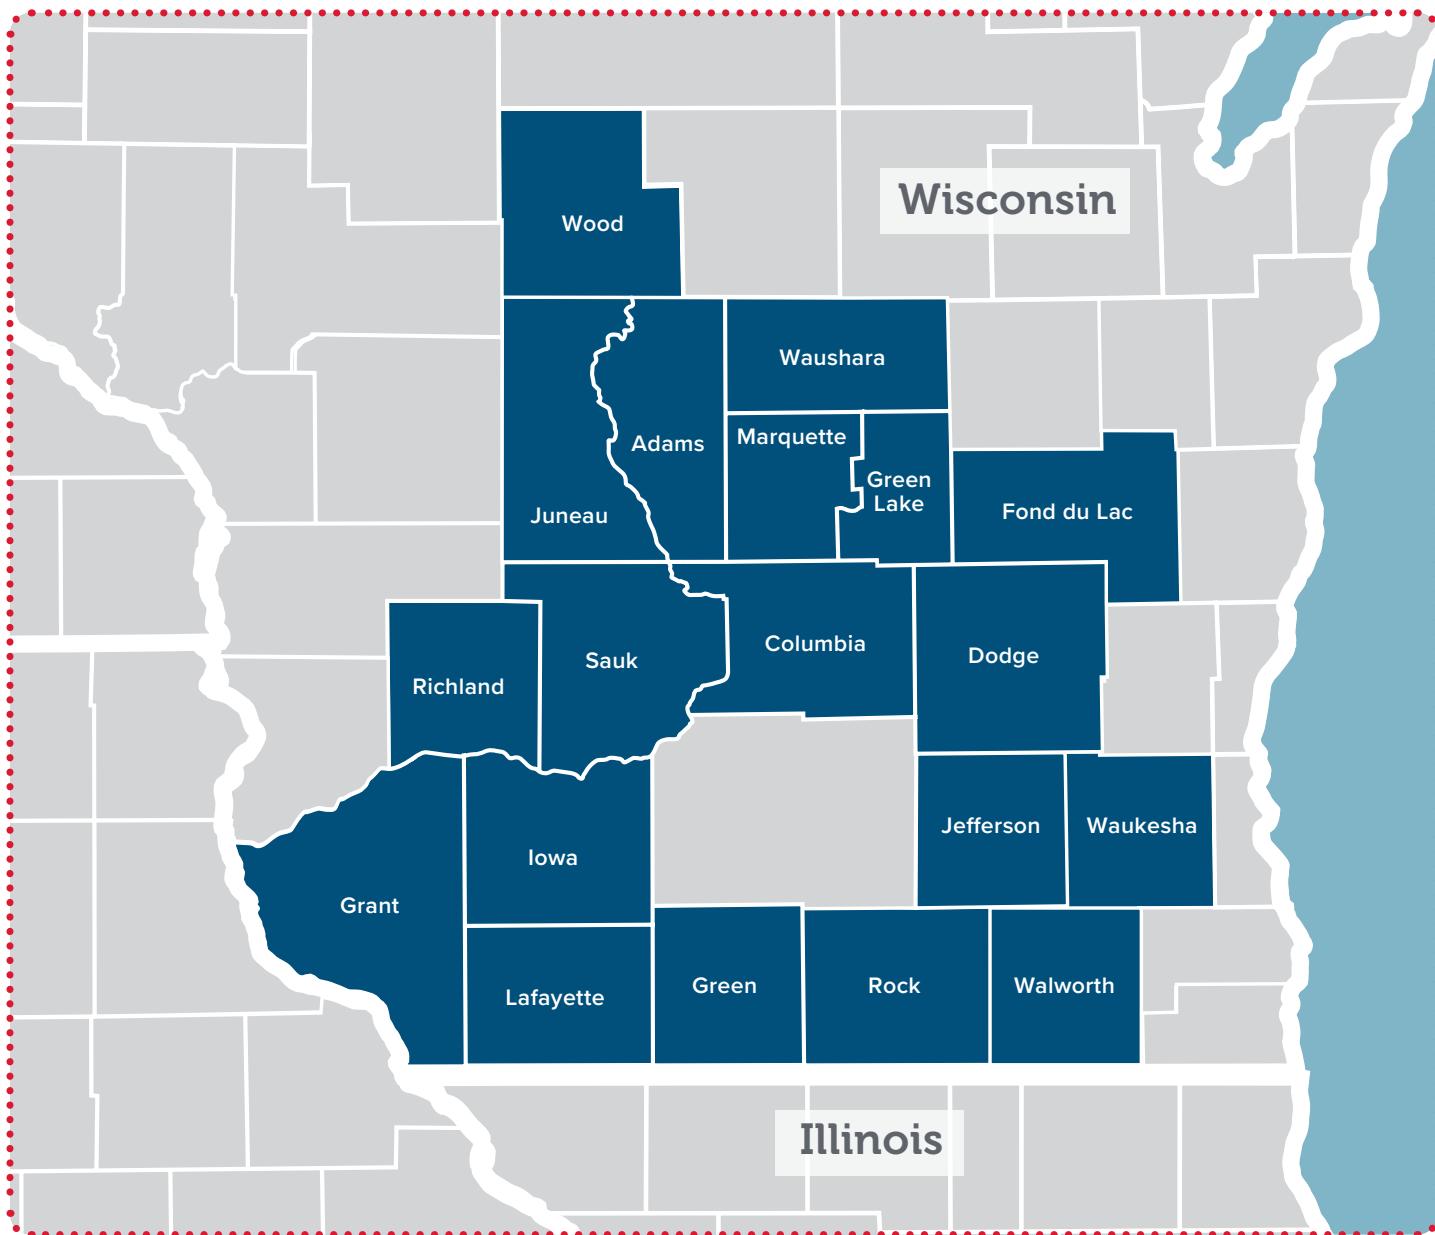 Wisconsin
Wood
Waushara
Adams
Marquette
Green
Lake
Juneau
Fond du Lac
Columbia
Dodge
Sauk
Richland
Jefferson
Waukesha
Iowa
Grant
Lafayette
Green
Rock
Walworth
Illinois